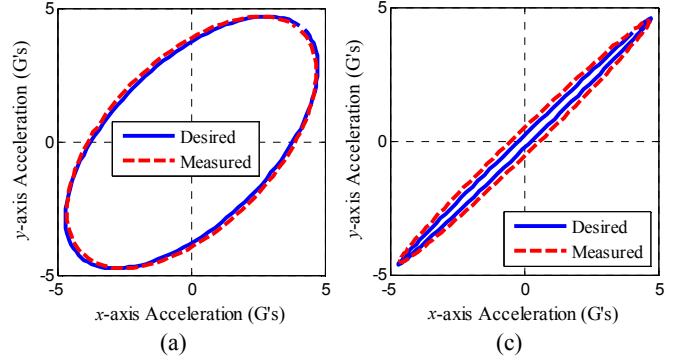 5
0
-5
y-axis Acceleration (G's)
Desired
Measured
-5
0
5
x-axis Acceleration (G's)
(a)
5
0
-5
y-axis Acceleration (G's)
Desired
Measured
-5
0
5
x-axis Acceleration (G's)
(c)